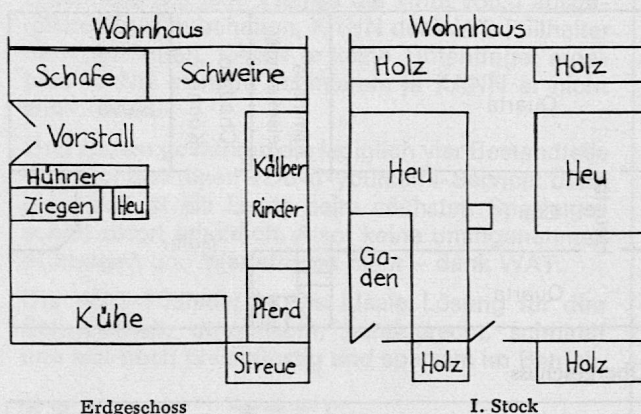 Wohnhaus
Schafe
Schweine
Vorstall
Hühner
Ziegen
Heu
Kälber
Rinder
Kühe
Pferd
Streue
Erdgeschoss
Wohnhaus
Holz
Holz
Heu
Heu
Ga-
den
Holz
Holz
I. Stock